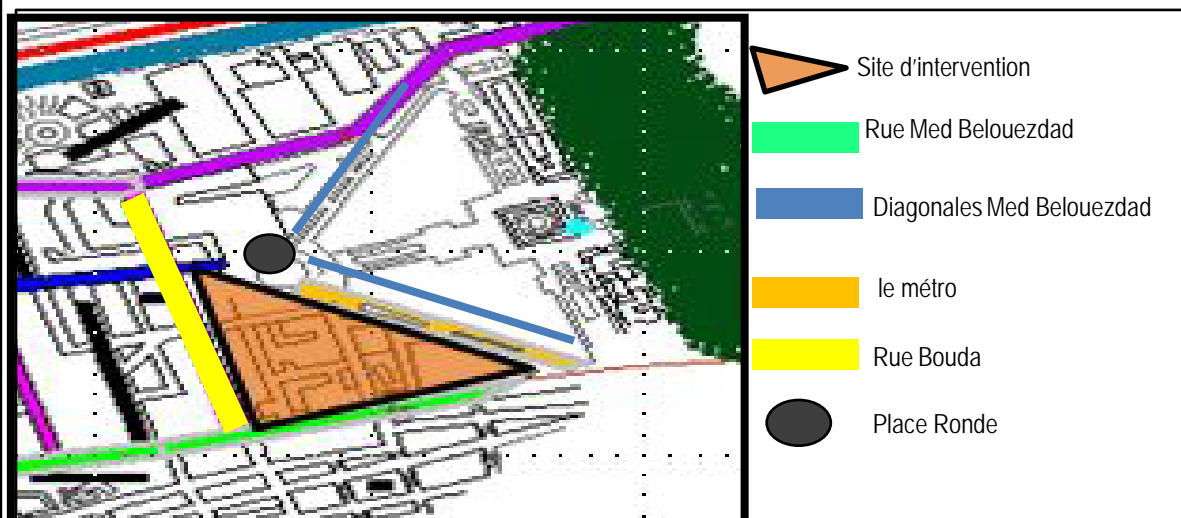 Site d'intervention
Rue Med Belouezdad
Diagonales Med Belouezdad
le métro
Rue Bouda
Place Ronde